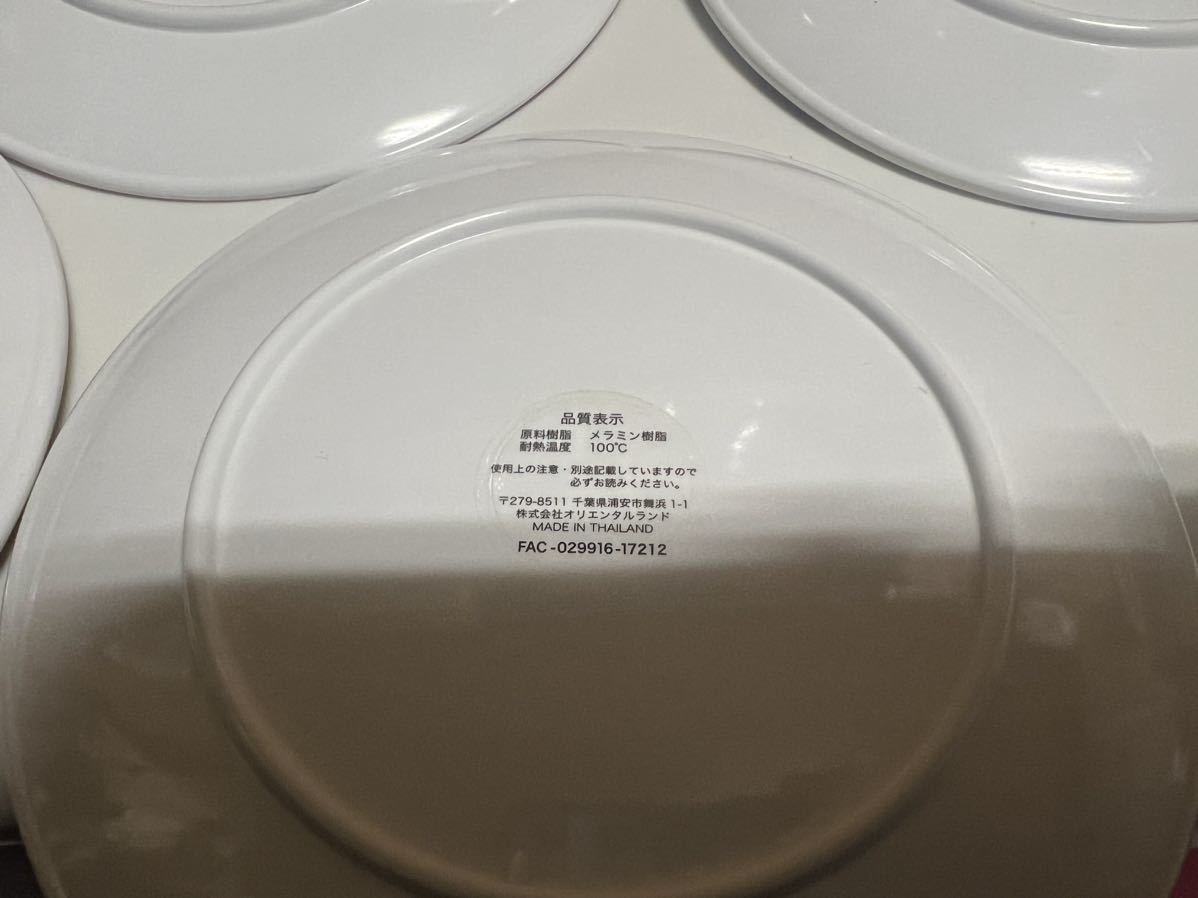 品質表示
原料樹脂 メラミン樹脂
耐熱温度 100℃
使用上の注意・別途記載していますので
必ずお読みください。
〒279-8511 千葉県浦安市舞浜 1-1
株式会社オリエンタルランド
MADE IN THAILAND
FAC-029916-17212